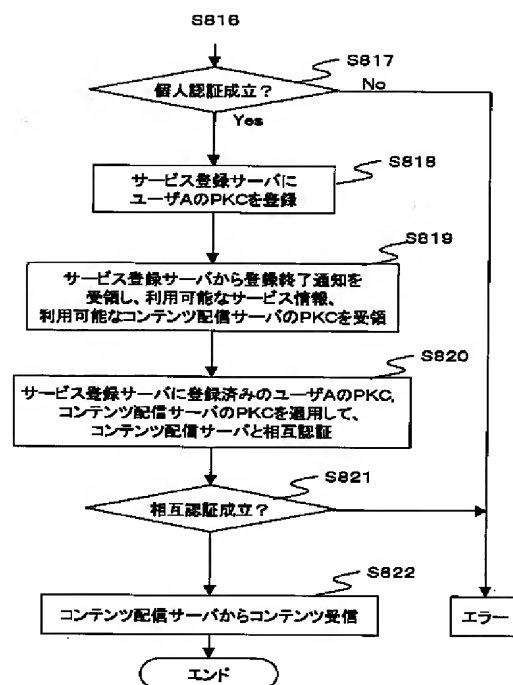 S816
S817
個人認証成立？
No
Yes
S818
サービス登録サーバに
ユーザAのPKCを登録
S819
サービス登録サーバから登録終了通知を
受領し、利用可能なサービス情報、
利用可能なコンテンツ配信サーバのPKCを受領
S820
サービス登録サーバに登録済みのユーザAのPKC,
コンテンツ配信サーバのPKCを適用して、
コンテンツ配信サーバと相互認証
S821
相互認証成立？
S822
コンテンツ配信サーバからコンテンツ受信
エラー
エンド